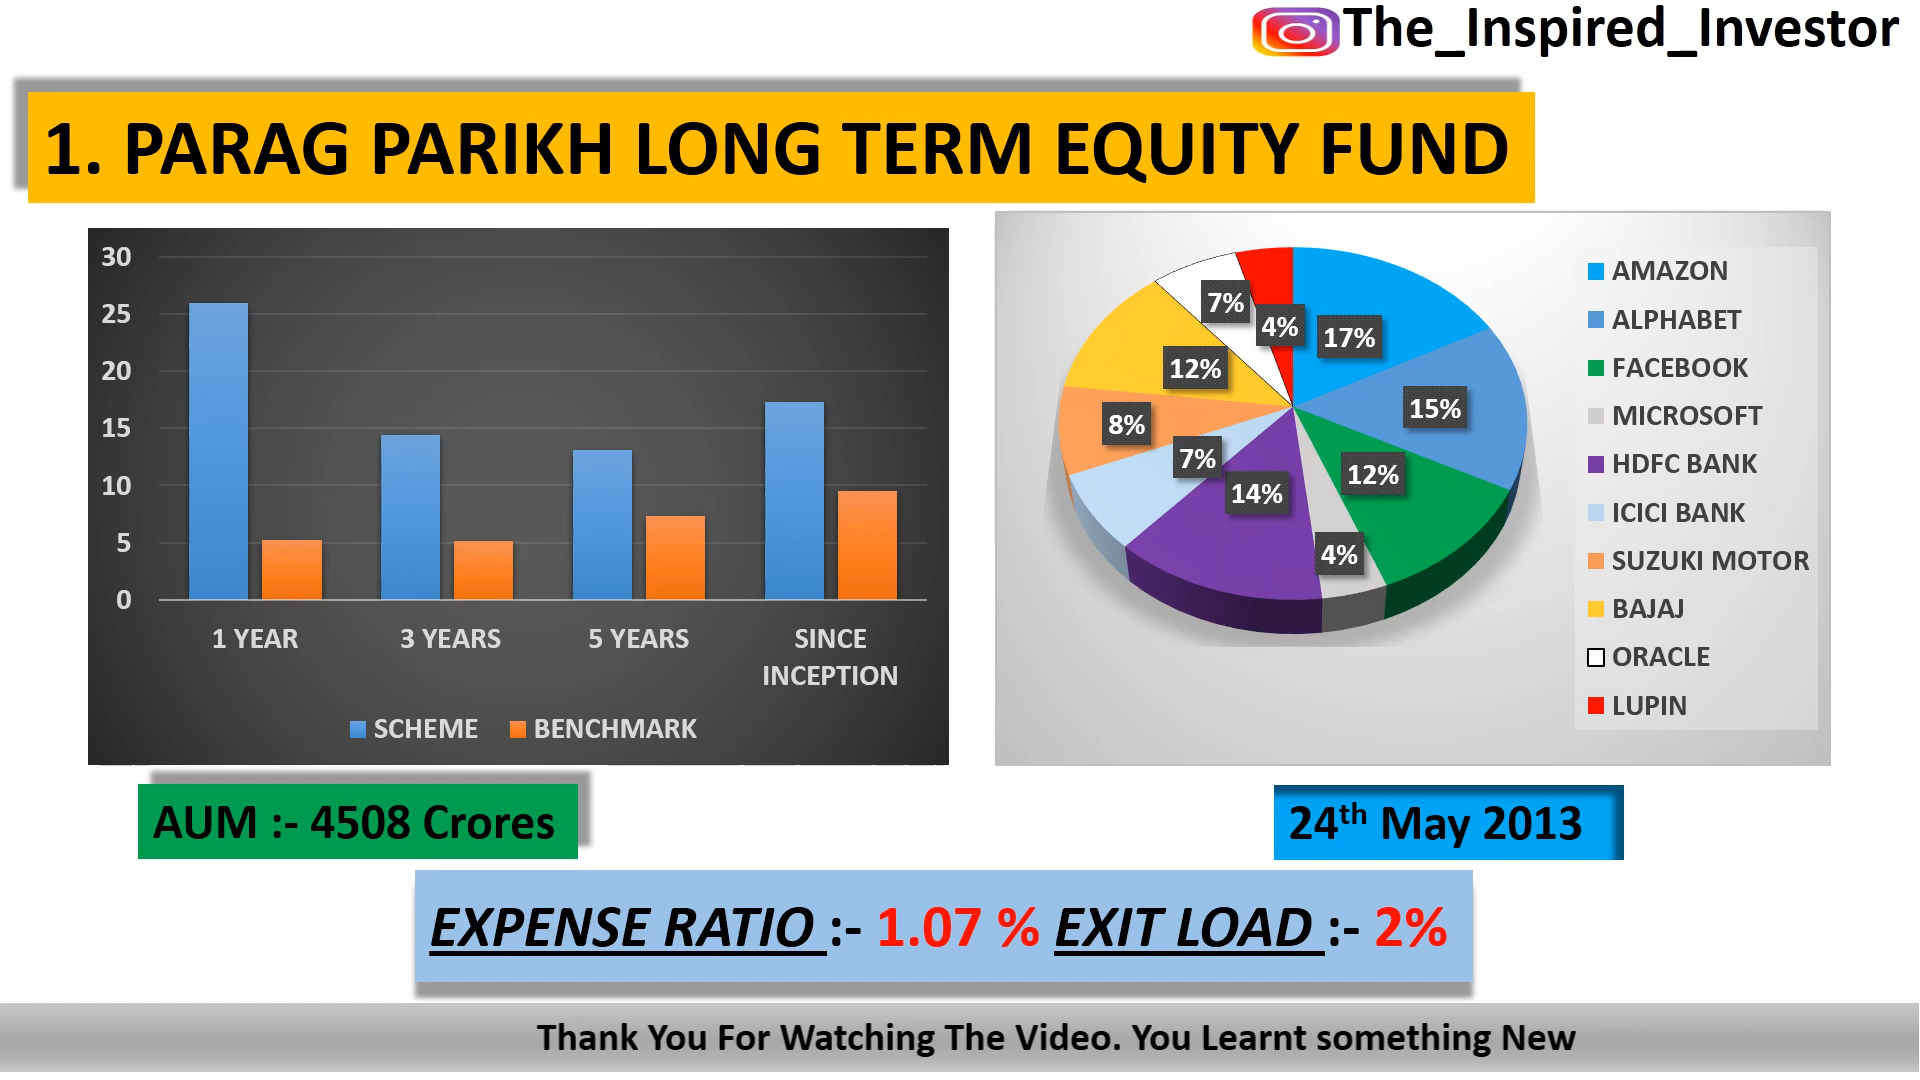 The_Inspired_Investor
1. PARAG PARIKH LONG TERM EQUITY FUND
30
25
20
15
10
5
0
1 YEAR
3 YEARS
5 YEARS
SINCE
INCEPTION
SCHEME
BENCHMARK
17%
15%
12%
4%
14%
7%
8%
12%
7%
4%
AMAZON
ALPHABET
FACEBOOK
MICROSOFT
HDFC BANK
ICICI BANK
SUZUKI MOTOR
BAJAJ
ORACLE
LUPIN
AUM :- 4508 Crores
24th May 2013
EXPENSE RATIO :- 1.07 % EXIT LOAD :- 2%
Thank You For Watching The Video. You Learnt something New